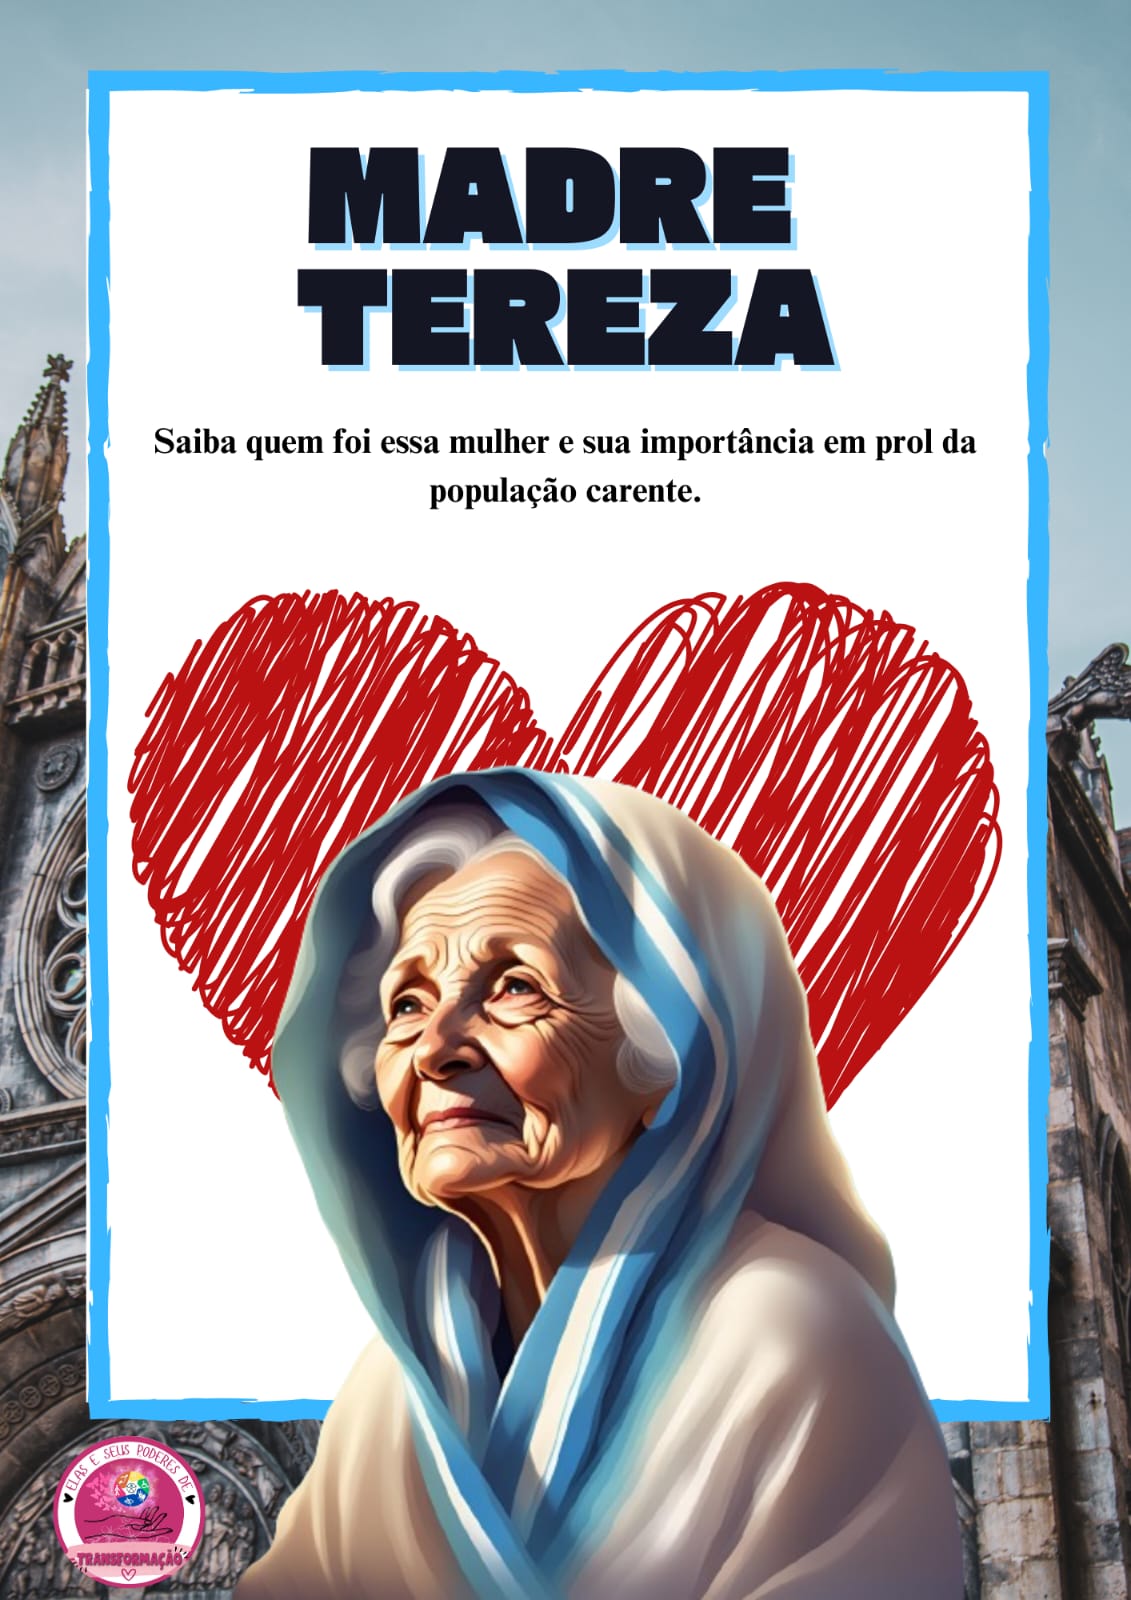 MADRE
TEREZA
Saiba quem foi essa mulher e sua importância em prol da
população carente.
ELAS E SEUS PODERES DE
TRANSFORMAÇÃO